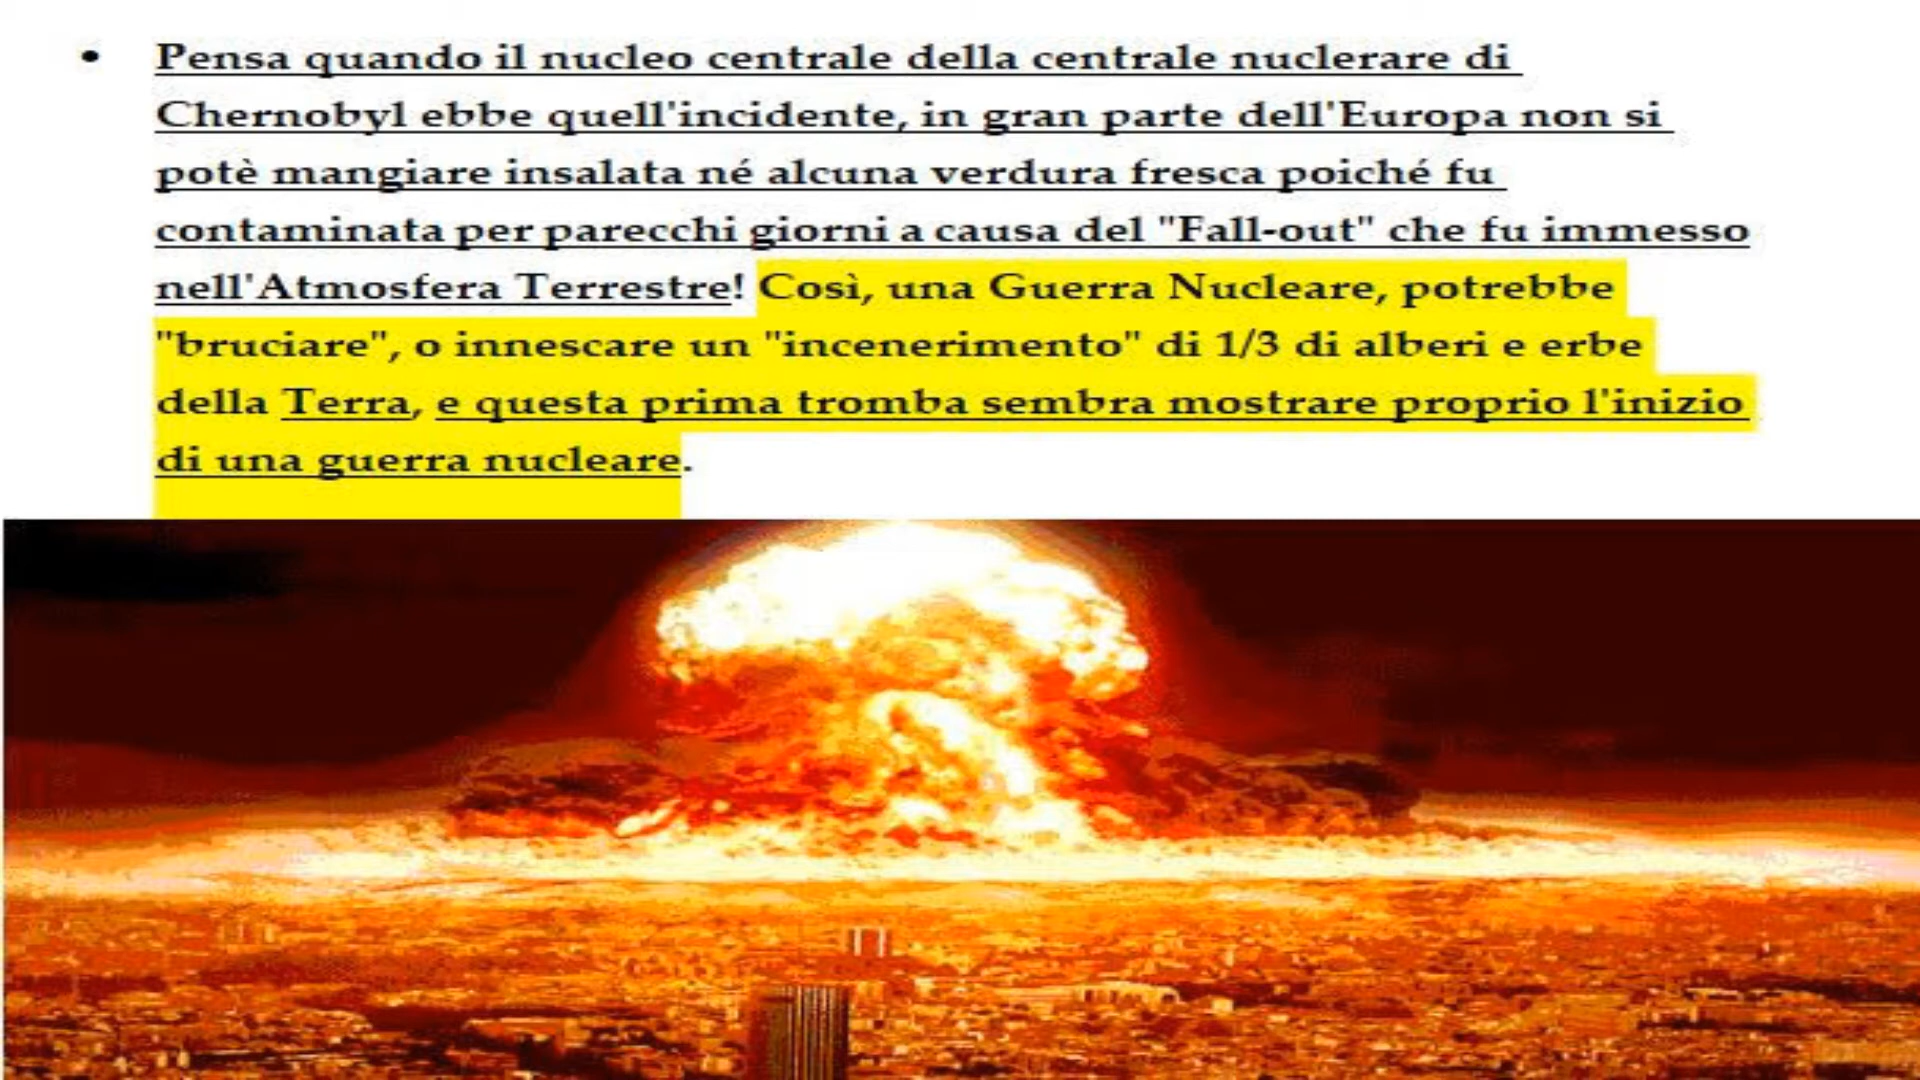 • Pensa quando il nucleo centrale della centrale nuclerare di
Chernobyl ebbe quell'incidente, in gran parte dell'Europa non si
potè mangiare insalata né alcuna verdura fresca poiché fu
contaminata per parecchi giorni a causa del "Fall-out" che fu immesso
nell'Atmosfera Terrestre! Così, una Guerra Nucleare, potrebbe
"bruciare", o innescare un "incenerimento" di 1/3 di alberi e erbe
della Terra, e questa prima tromba sembra mostrare proprio l'inizio
di una guerra nucleare.